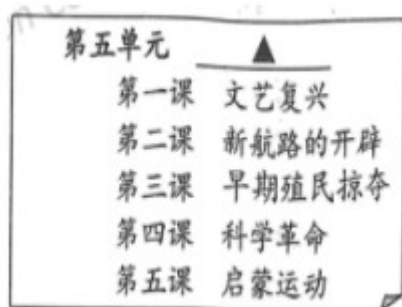 第五单元 ▲
第一课 文艺复兴
第二课 新航路的开辟
第三课 早期殖民掠夺
第四课 科学革命
第五课 启蒙运动